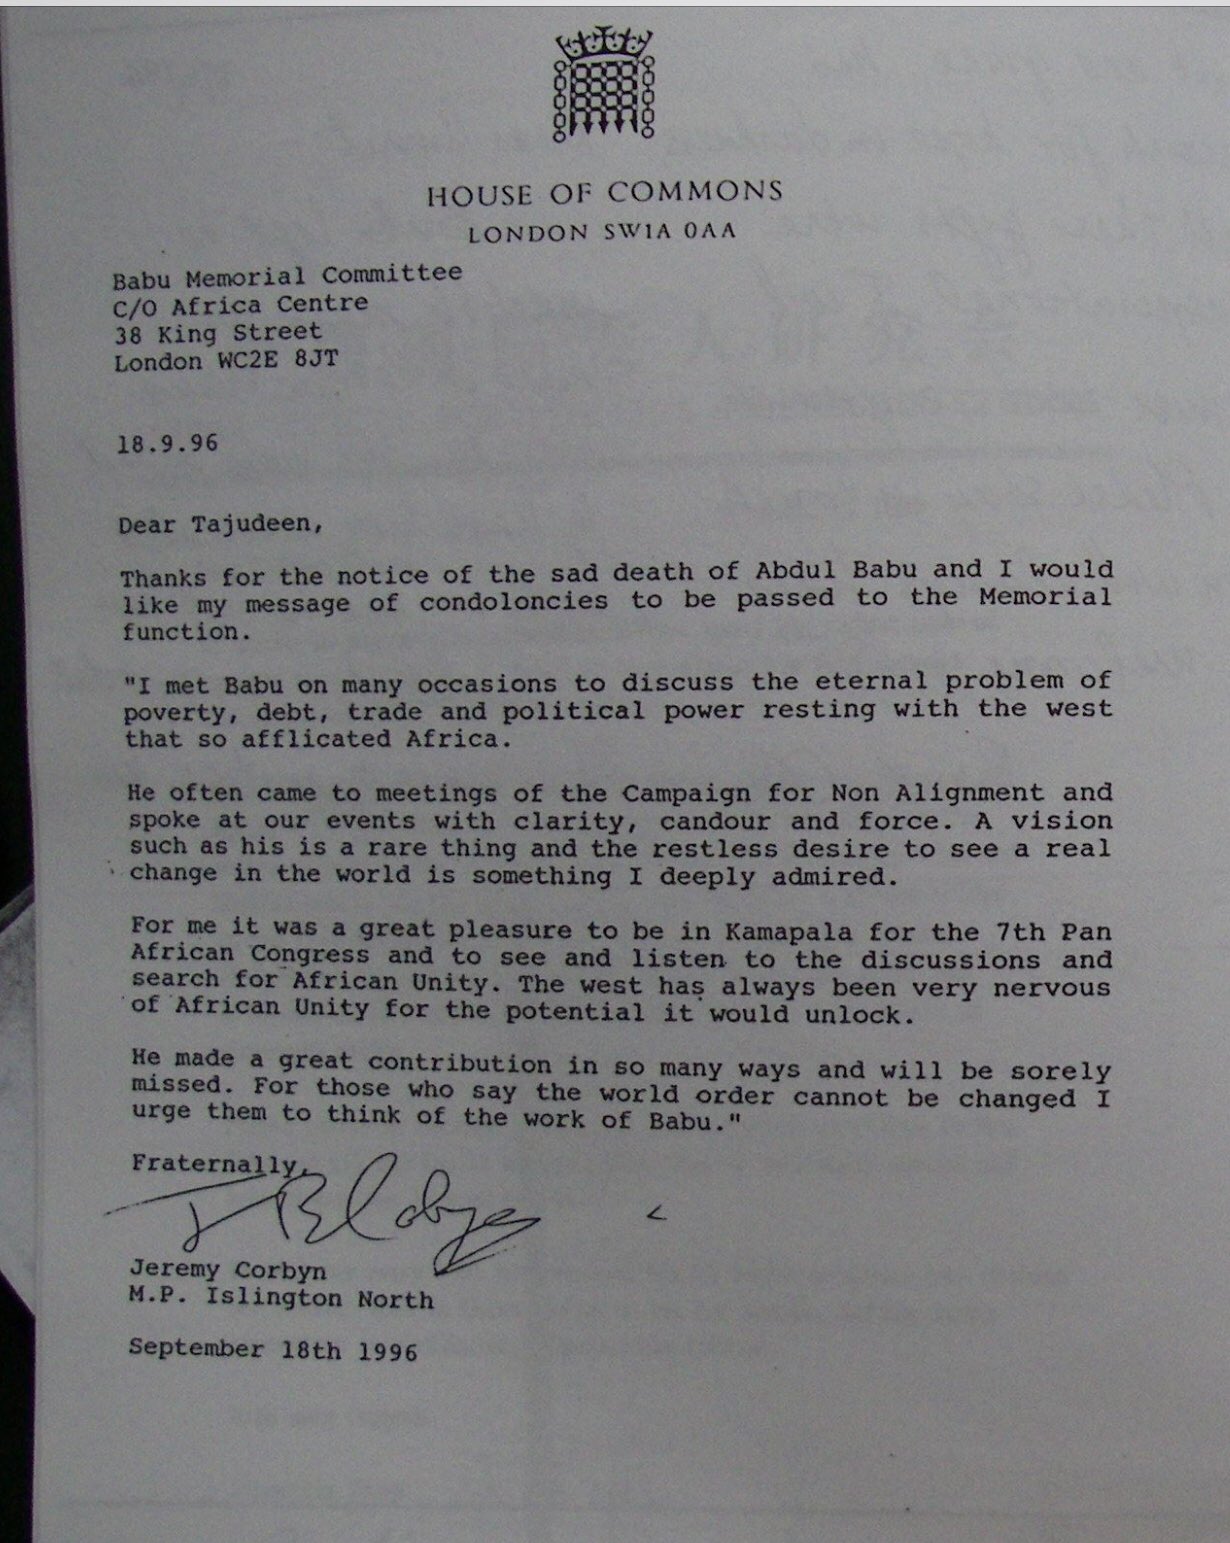 HOUSE OF COMMONS
LONDON SW1A 0AA
Babu Memorial Committee
C/O Africa Centre
38 King Street
London WC2E 8JT
18.9.96
Dear Tajudeen,
Thanks for the notice of the sad death of Abdul Babu and I would
like my message of condoloncies to be passed to the Memorial
function.
"I met Babu on many occasions to discuss the eternal problem of
poverty, debt, trade and political power resting with the west
that so afflicated Africa.
He often came to meetings of the Campaign for Non Alignment and
spoke at our events with clarity, candour and force. A vision
such as his is a rare thing and the restless desire to see a real
change in the world is something I deeply admired.
For me it was a great pleasure to be in Kamapala for the 7th Pan
African Congress and to see and listen to the discussions and
search for African Unity. The west has always been very nervous
of African Unity for the potential it would unlock.
He made a great contribution in so many ways and will be sorely
missed. For those who say the world order cannot be changed I
urge them to think of the work of Babu."
Fraternally,
Jeremy Corbyn
M.P. Islington North
September 18th 1996